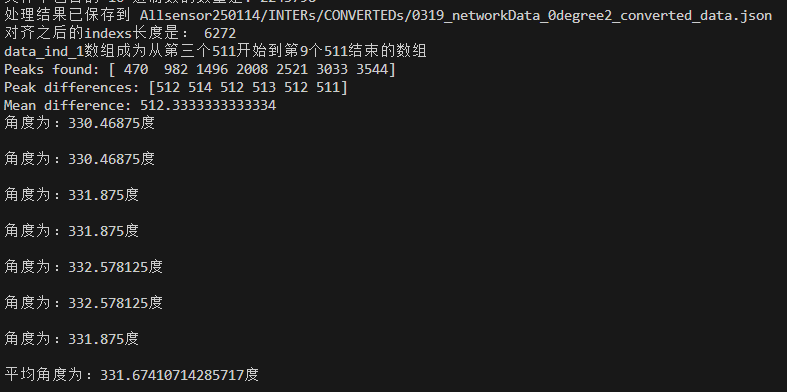 处理结果已保存到 Allsensor250114/INTERs/CONVERTEDs/0319_networkData_0degree2_converted_data.json
对齐之后的indexs长度是： 6272
data_ind_1数组成为从第三个511开始到第9个511结束的数组
Peaks found: [ 470  982 1496 2008 2521 3033 3544]
Peak differences: [512 514 512 513 512 511]
Mean difference: 512.3333333333334
角度为：330.46875度
角度为：330.46875度
角度为：331.875度
角度为：331.875度
角度为：332.578125度
角度为：332.578125度
角度为：331.875度
平均角度为：331.67410714285717度